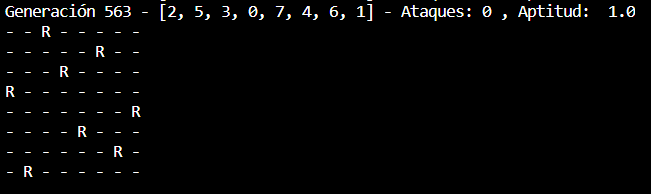 Generación 563 - [2, 5, 3, 0, 7, 4, 6, 1] - Ataques: 0 , Aptitud:  1.0
- - R - - - - -
- - - - - R - -
- - - R - - - -
R - - - - - - -
- - - - - - - R
- - - - R - - -
- - - - - - R -
- R - - - - - -